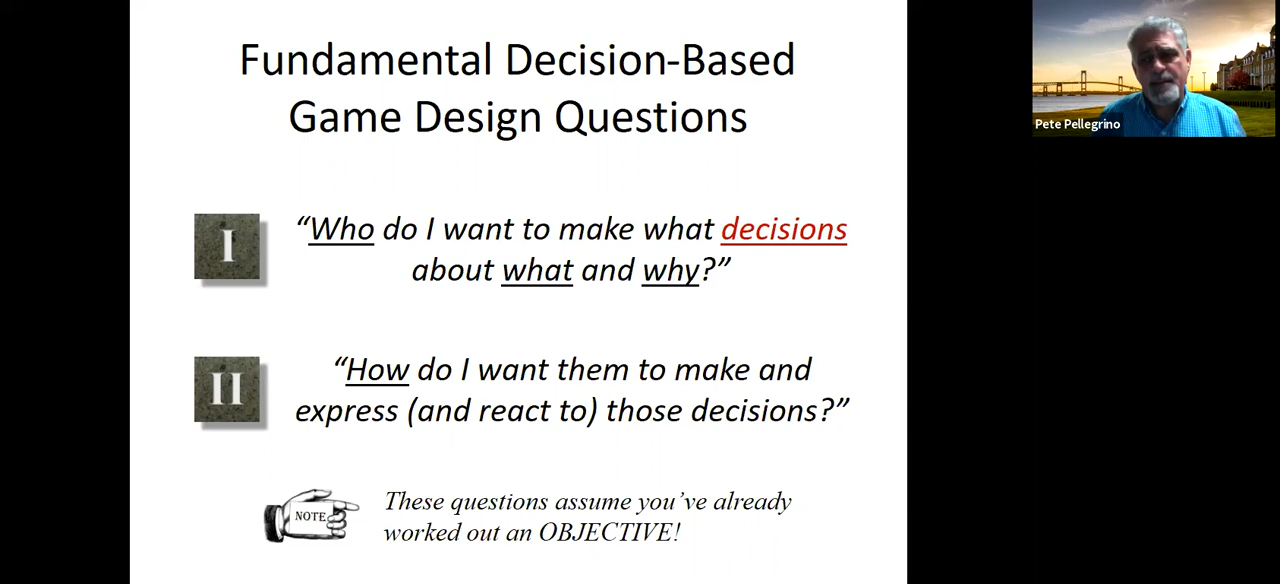 Fundamental Decision-Based
Game Design Questions
Pete Pellegrino
I
“Who do I want to make what decisions
about what and why?”
II
“How do I want them to make and
express (and react to) those decisions?”
NOTE
These questions assume you’ve already
worked out an OBJECTIVE!